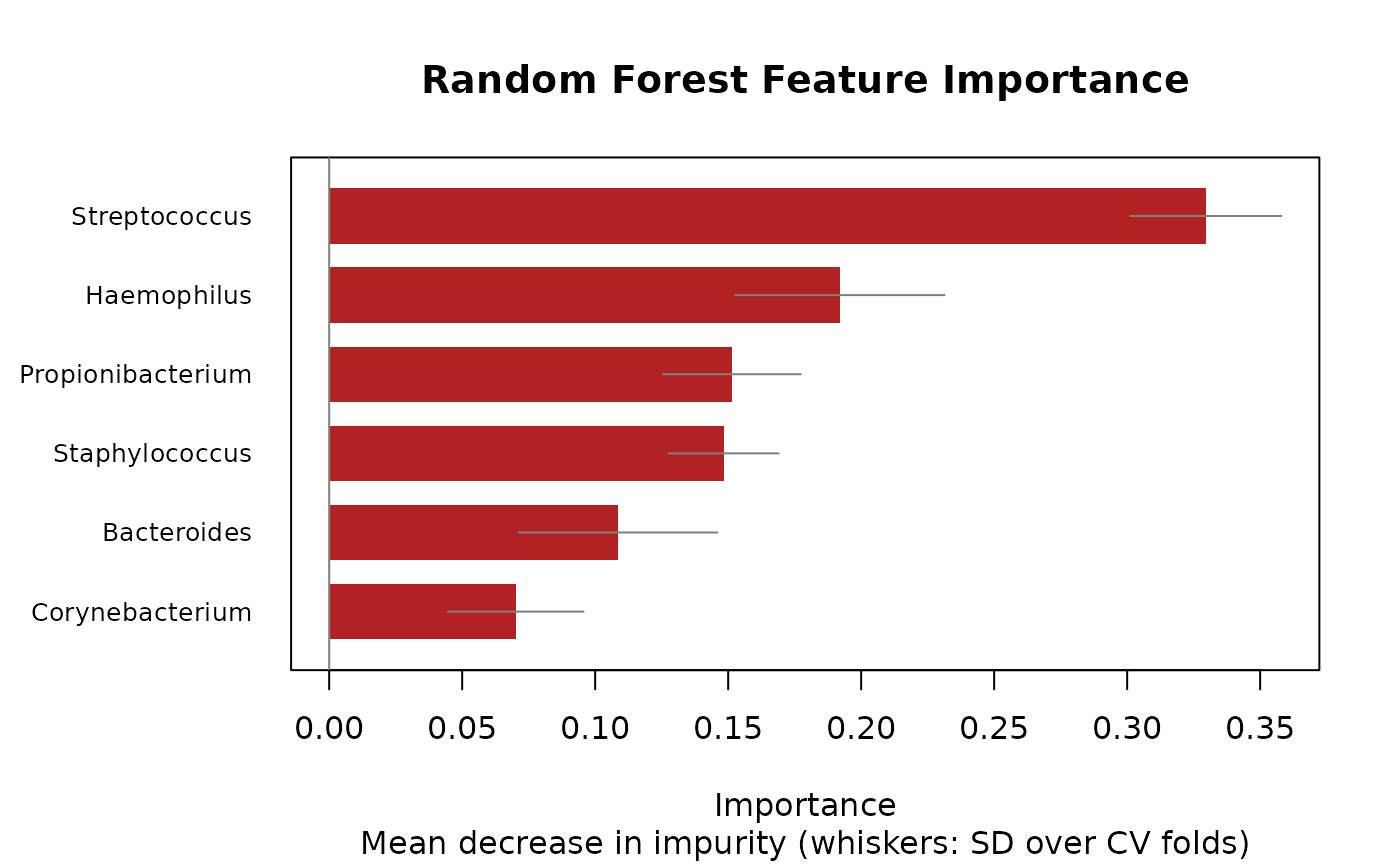 Random Forest Feature Importance
Streptococcus
Haemophilus
Propionibacterium
Staphylococcus
Bacteroides
Corynebacterium
0.00 0.05 0.10 0.15 0.20 0.25 0.30 0.35
Importance
Mean decrease in impurity (whiskers: SD over CV folds)